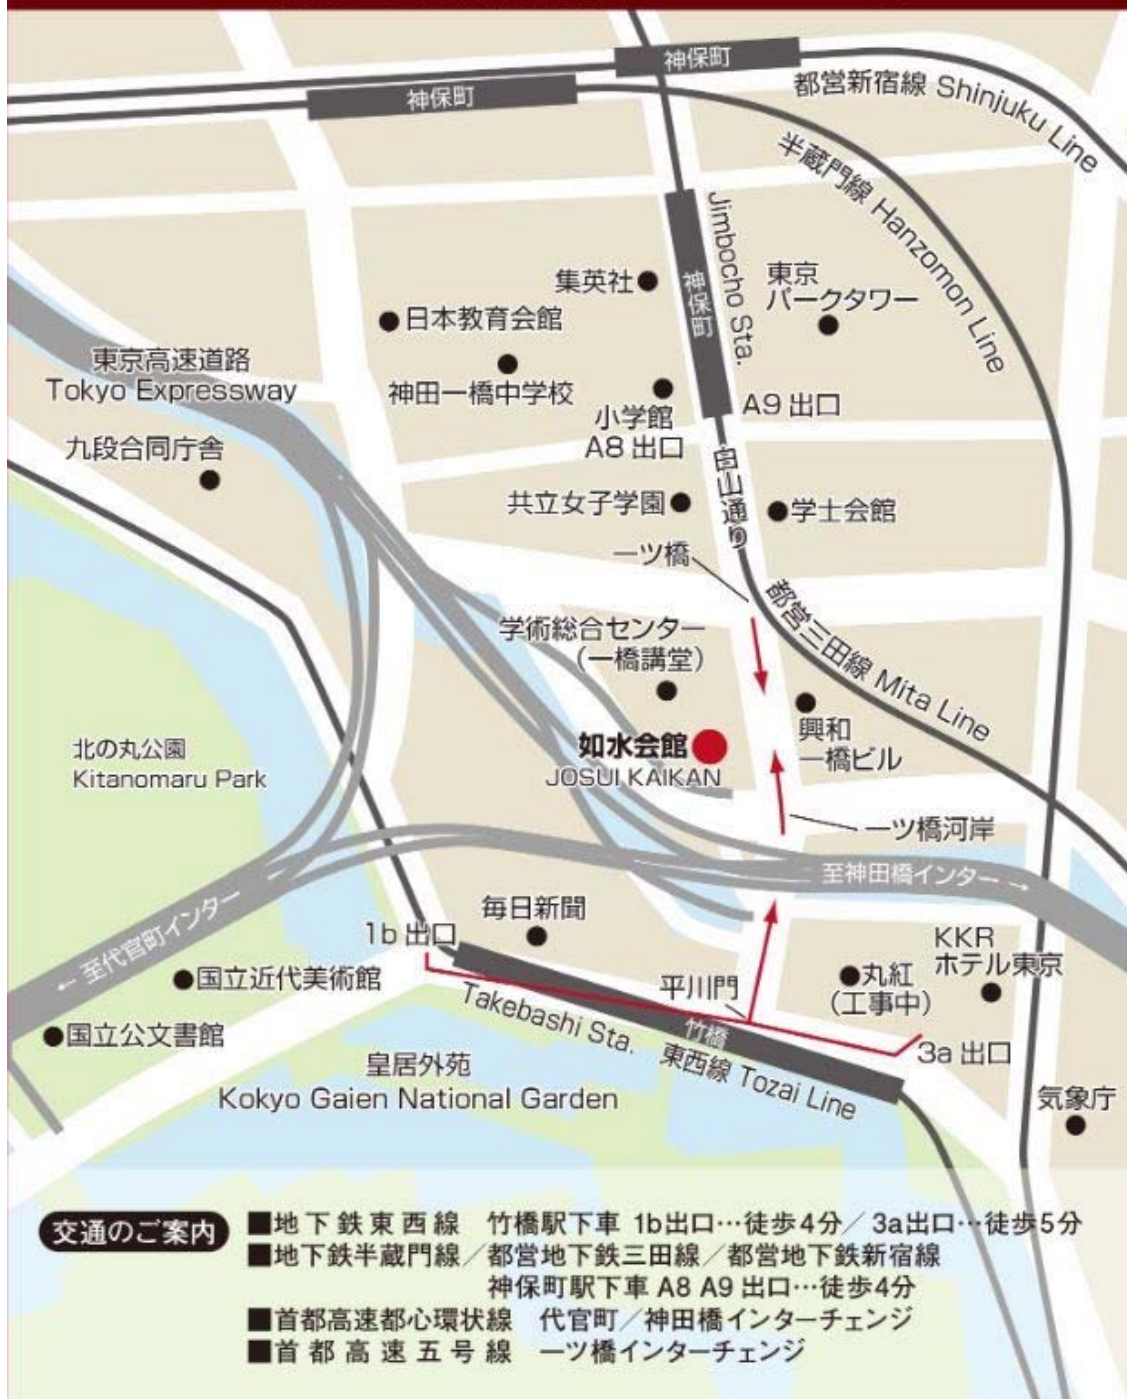 神保町
神保町
都営新宿線 Shinjuku Line
半蔵門線 Hanzomon Line
神保町
Jimbocho Sta.
集英社
東京
パークタワー
日本教育会館
神田一橋中学校
東京高速道路
Tokyo Expressway
小学館
A8 出口
A9 出口
九段合同庁舎
白山通り
共立女子学園
学士会館
一ツ橋
都営三田線 Mita Line
学術総合センター
(一橋講堂)
北の丸公園
Kitanomaru Park
如水会館
JOSUI KAIKAN
興和
一橋ビル
一ツ橋河岸
至神田橋インター →
← 至代官町インター
毎日新聞
1b 出口
国立近代美術館
国立公文書館
平川門
丸紅
(工事中)
KKR
ホテル東京
竹橋
Takebashi Sta. 東西線 Tozai Line
3a 出口
皇居外苑
Kokyo Gaien National Garden
気象庁
交通のご案内
■地下鉄東西線 竹橋駅下車 1b出口…徒歩4分/3a出口…徒歩5分
■地下鉄半蔵門線/都営地下鉄三田線/都営地下鉄新宿線
神保町駅下車 A8 A9 出口…徒歩4分
■首都高速都心環状線 代官町/神田橋インターチェンジ
■首都高速五号線 一ツ橋インターチェンジ